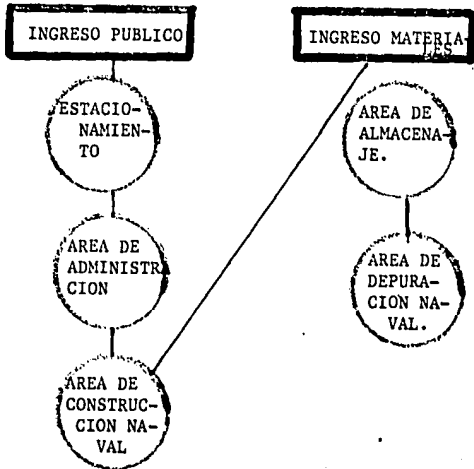 INGRESO PUBLICO
INGRESO MATERIA-
LES
ESTACIO-
NAMIEN-
TO
AREA DE
ALMACENA-
JE.
AREA DE
ADMINISTRA
CION
AREA DE
DEPURA-
CION NA-
VAL.
AREA DE
CONSTRUC-
CION NA-
VAL